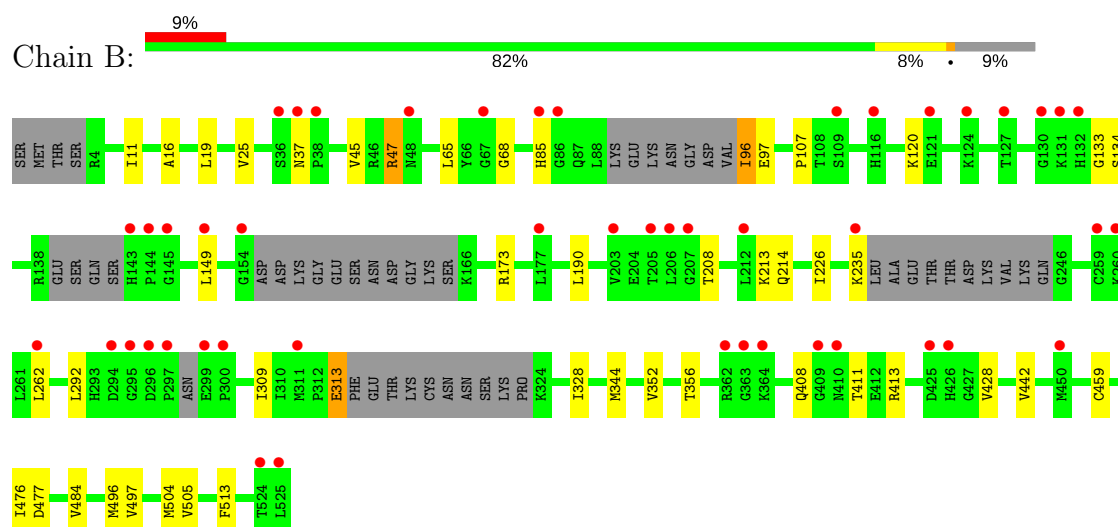 9%
Chain B:
82% 8% • 9%
SER MET THR SER R4 I11 A16 L19 V25 S36 N37 P38 V45 R46 R47 N48 L65 Y66 G67 G68 H85 G86 Q87 L88 LYS GLU LYS ASN GLY ASP VAL I96 E97 P107 T108 S109 H116 K120 E121 K124 T127 G130 K131 H132 G133 S134
R138 GLU SER GLN SER H143 P144 G145 L149 G154 ASP ASP LYS GLY GLU SER ASN ASP GLY LYS SER K166 R173 L177 L190 V203 E204 T205 L206 G207 T208 L212 K213 Q214 I226 K235 LEU ALA GLU THR THR ASP LYS VAL LYS GLN G246 C259 K260
L261 L262 L292 H293 D294 G295 D296 P297 ASN E299 P300 I309 I310 M311 P312 E313 PHE GLU THR LYS CYS ASN ASN SER LYS PRO K324 I328 M344 V352 T356 R362 G363 K364 Q408 G409 N410 T411 E412 R413 D425 H426 G427 V428 V442 M450 C459
I476 D477 V484 M496 V497 M504 V505 F513 T524 L525